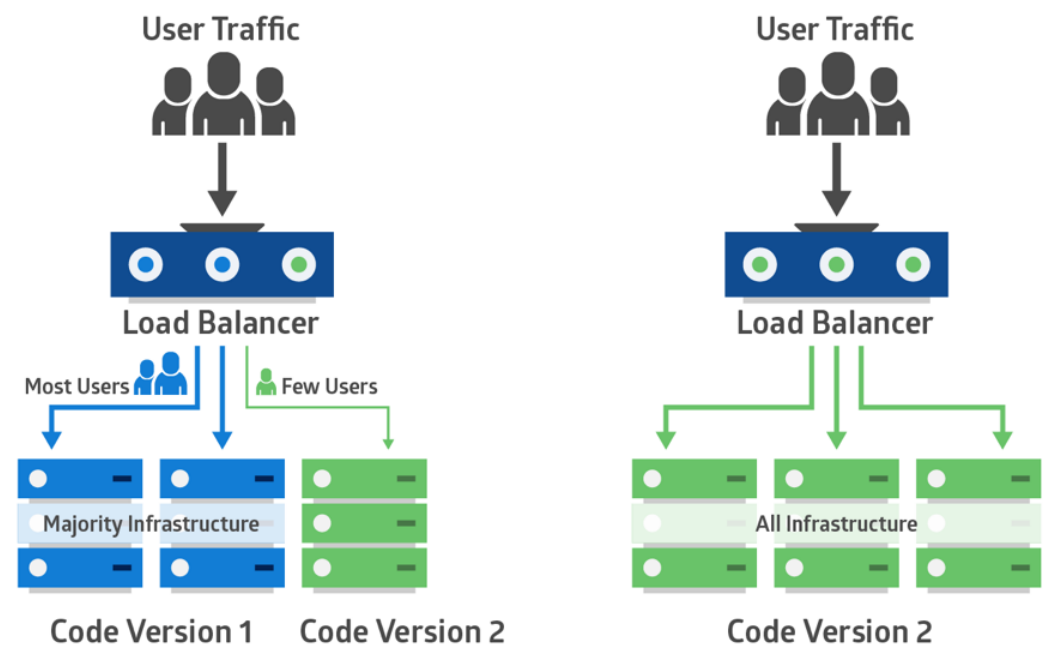 User Traffic
Load Balancer
Most Users
Few Users
Majority Infrastructure
Code Version 1
Code Version 2
User Traffic
Load Balancer
All Infrastructure
Code Version 2